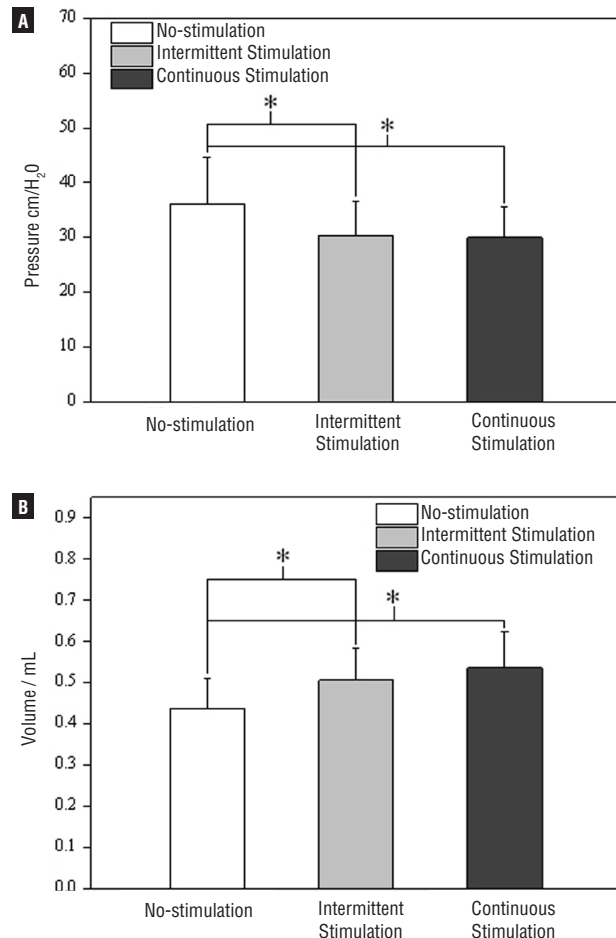 A
70
60
50
40
30
20
10
0
Pressure cm/H₂0
No-stimulation
Intermittent Stimulation
Continuous Stimulation
*
*
No-stimulation
Intermittent
Stimulation
Continuous
Stimulation
B
0.9
0.8
0.7
0.6
0.5
0.4
0.3
0.2
0.1
0.0
Volume / mL
No-stimulation
Intermittent Stimulation
Continuous Stimulation
*
*
No-stimulation
Intermittent
Stimulation
Continuous
Stimulation